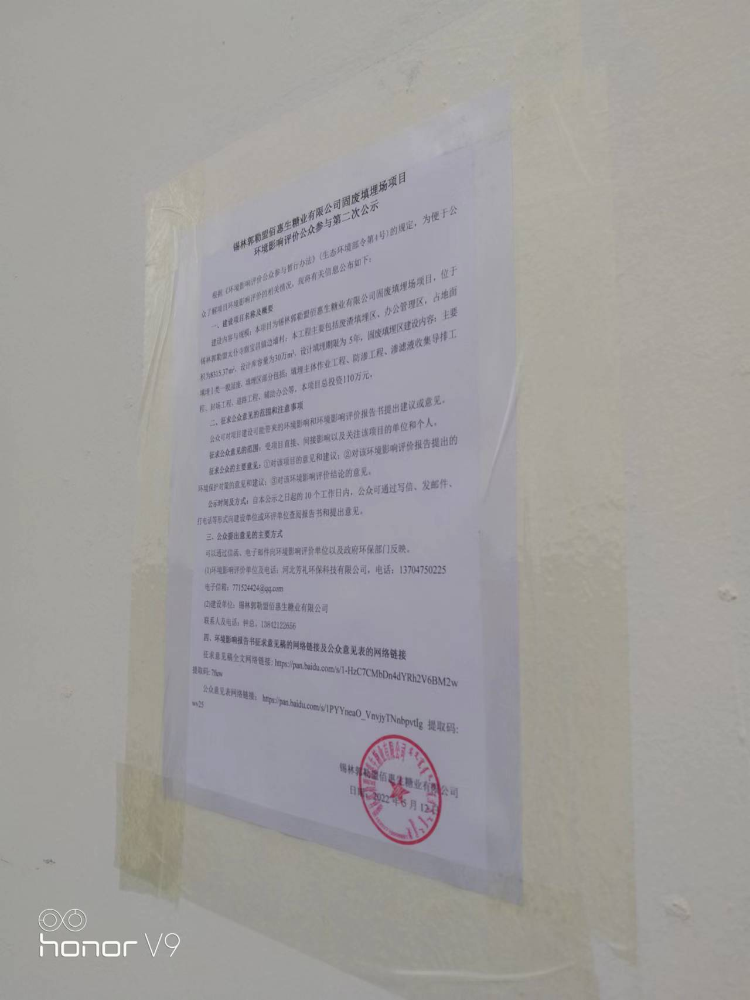 锡林郭勒盟佰惠生糖业有限公司固废填埋场项目
环境影响评价公众参与第二次公示
根据《环境影响评价公众参与暂行办法》(生态环境部令第4号)的规定，为便于公
众了解项目环境影响评价的相关情况，现将有关信息公布如下：
一、建设项目名称及概要
建设内容与规模：本项目为锡林郭勒盟佰惠生糖业有限公司固废填埋场项目，位于
锡林郭勒盟太仆寺旗宝昌镇边墙村；本工程主要包括废渣填埋区、办公管理区，占地面
积为8315.37m²，设计库容量为30万m³，设计填埋期限为 5年，固废填埋区建设内容：主要
填埋Ⅰ类一般固废，填埋区部分包括：填埋主体作业工程、防渗工程、渗滤液收集导排工
程、封场工程、道路工程、辅助办公等，本项目总投资110万元，
二、征求公众意见的范围和注意事项
公众可对项目建设可能带来的环境影响和环境影响评价报告书提出建议或意见。
征求公众意见的范围：受项目直接、间接影响以及关注该项目的单位和个人。
征求公众的主要意见：①对该项目的意见和建议；②对该环境影响评价报告提出的
环境保护对策的意见和建议；③对该环境影响评价结论的意见。
公示时间及方式：自本公示之日起的 10 个工作日内，公众可通过写信、发邮件、
打电话等形式向建设单位或环评单位查阅报告书和提出意见。
三、公众提出意见的主要方式
可以通过信函、电子邮件向环境影响评价单位以及政府环保部门反映。
(1)环境影响评价单位及电话：河北芳礼环保科技有限公司，电话：13704750225
电子信箱：771524424@qq.com
(2)建设单位：锡林郭勒盟佰惠生糖业有限公司
联系人及电话：钟总，13842122656
四、环境影响报告书征求意见稿的网络链接及公众意见表的网络链接
征求意见稿全文网络链接: https://pan.baidu.com/s/1-HzC7CMbDn4dYRh2V6BM2w
提取码: 7fuw
公众意见表网络链接： https://pan.baidu.com/s/1PYYneaO_VnvjyTNnbpvtIg 提取码:
wv25
锡林郭勒盟佰惠生糖业有限公司
日期：2022 年 5 月 12 日
honor V9